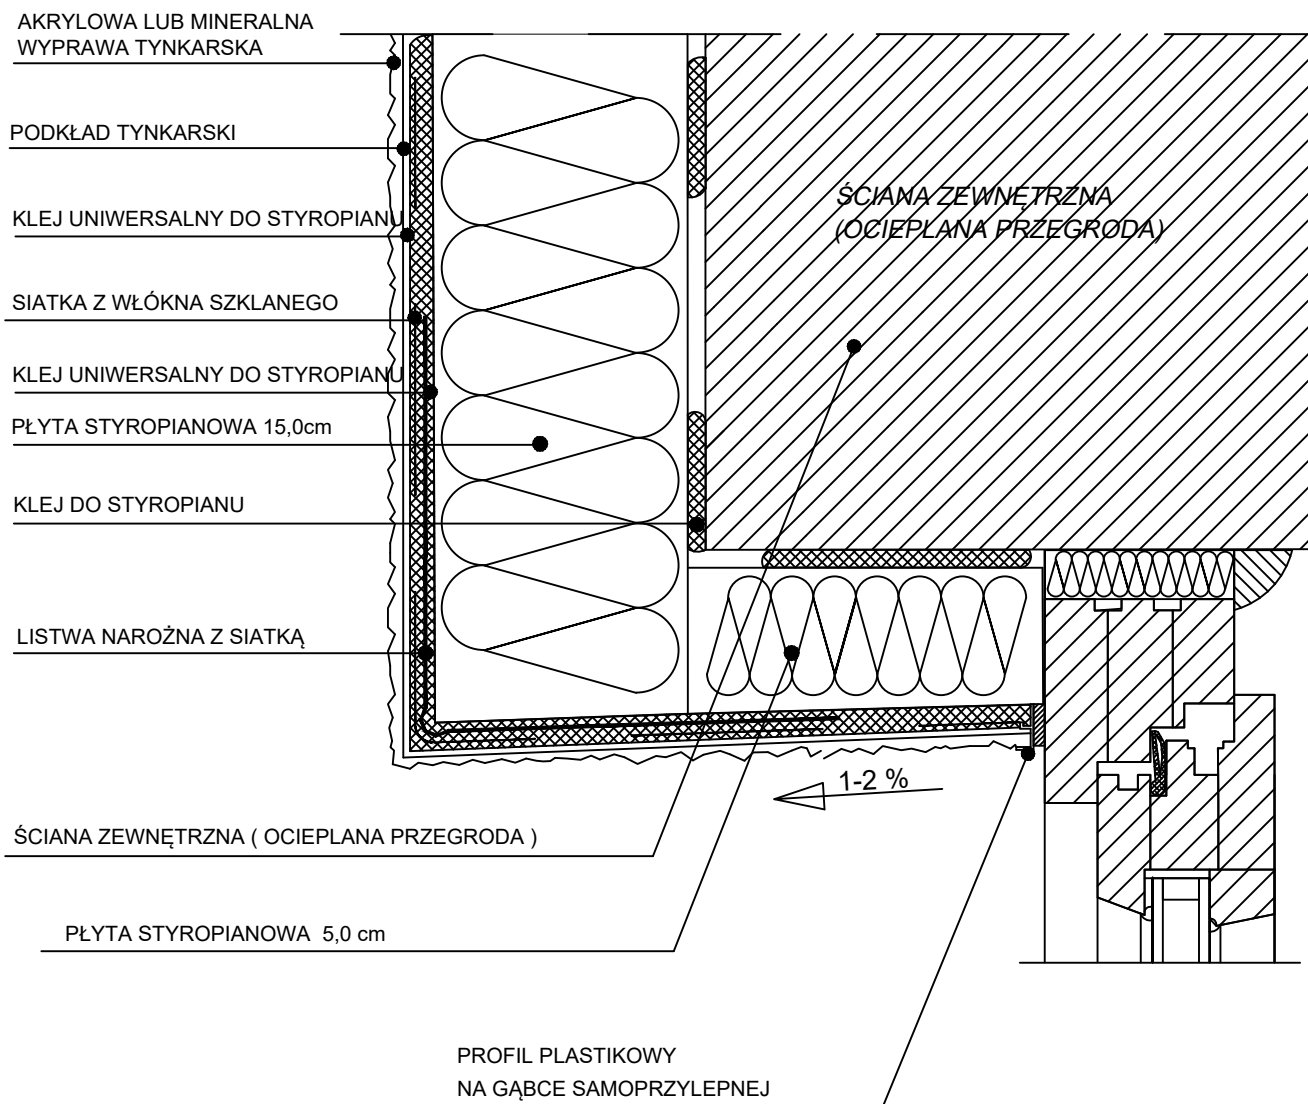 AKRYLOWA LUB MINERALNA
WYPRAWA TYNKARSKA
PODKŁAD TYNKARSKI
KLEJ UNIWERSALNY DO STYROPIANU
SIATKA Z WŁÓKNA SZKLANEGO
KLEJ UNIWERSALNY DO STYROPIANU
PŁYTA STYROPIANOWA 15,0cm
KLEJ DO STYROPIANU
LISTWA NAROŻNA Z SIATKĄ
ŚCIANA ZEWNĘTRZNA
(OCIEPLANA PRZEGRODA)
1-2 %
ŚCIANA ZEWNĘTRZNA ( OCIEPLANA PRZEGRODA )
PŁYTA STYROPIANOWA 5,0 cm
PROFIL PLASTIKOWY
NA GĄBCE SAMOPRZYLEPNEJ